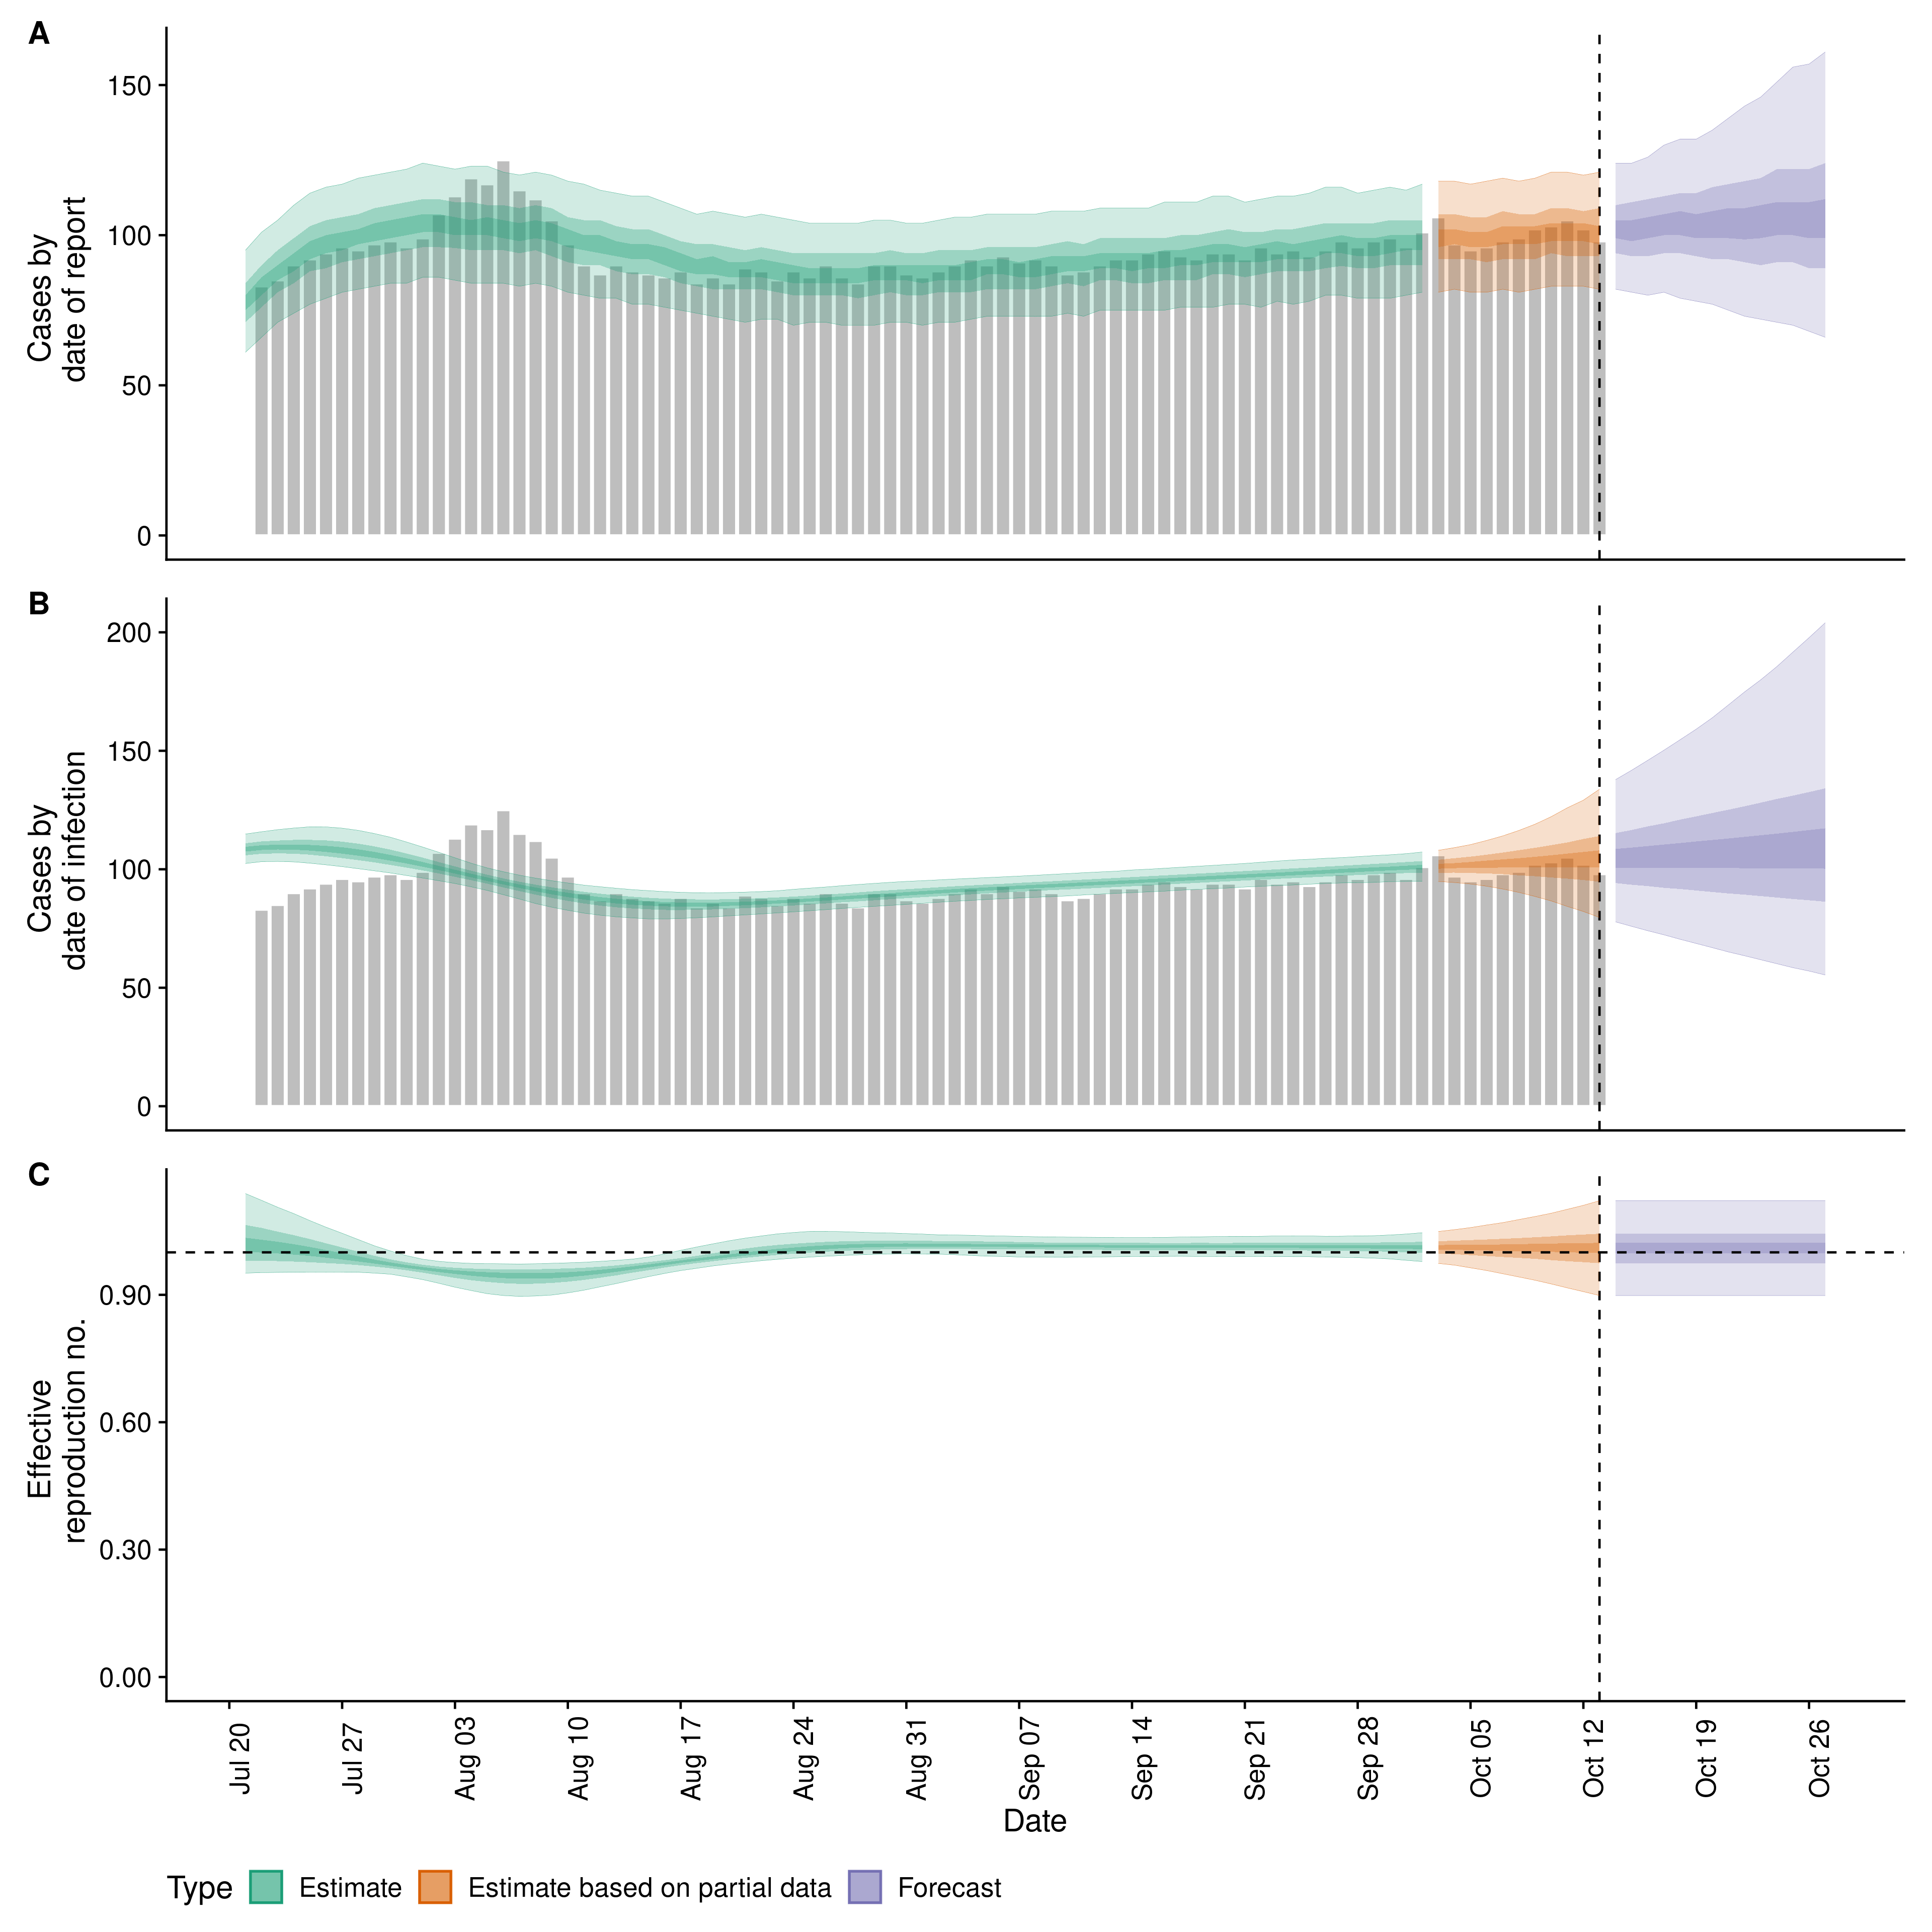 A
Cases by
date of report
150
100
50
0
B
Cases by
date of infection
200
150
100
50
0
C
Effective
reproduction no.
0.90
0.60
0.30
0.00
Jul 20
Jul 27
Aug 03
Aug 10
Aug 17
Aug 24
Aug 31
Sep 07
Sep 14
Sep 21
Sep 28
Oct 05
Oct 12
Oct 19
Oct 26
Date
Type Estimate Estimate based on partial data Forecast